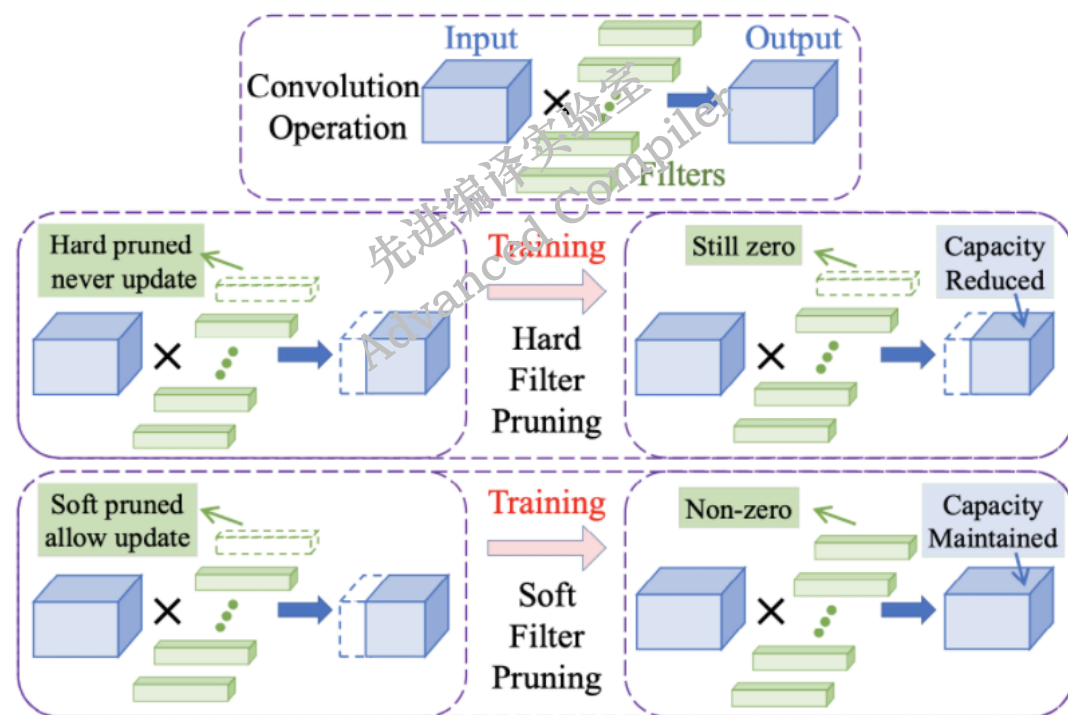 Input
Output
Convolution
Operation
Filters
先进编译实验室
Advanced Compiler
Hard pruned
never update
Training
Still zero
Capacity
Reduced
Hard
Filter
Pruning
Soft pruned
allow update
Training
Non-zero
Capacity
Maintained
Soft
Filter
Pruning